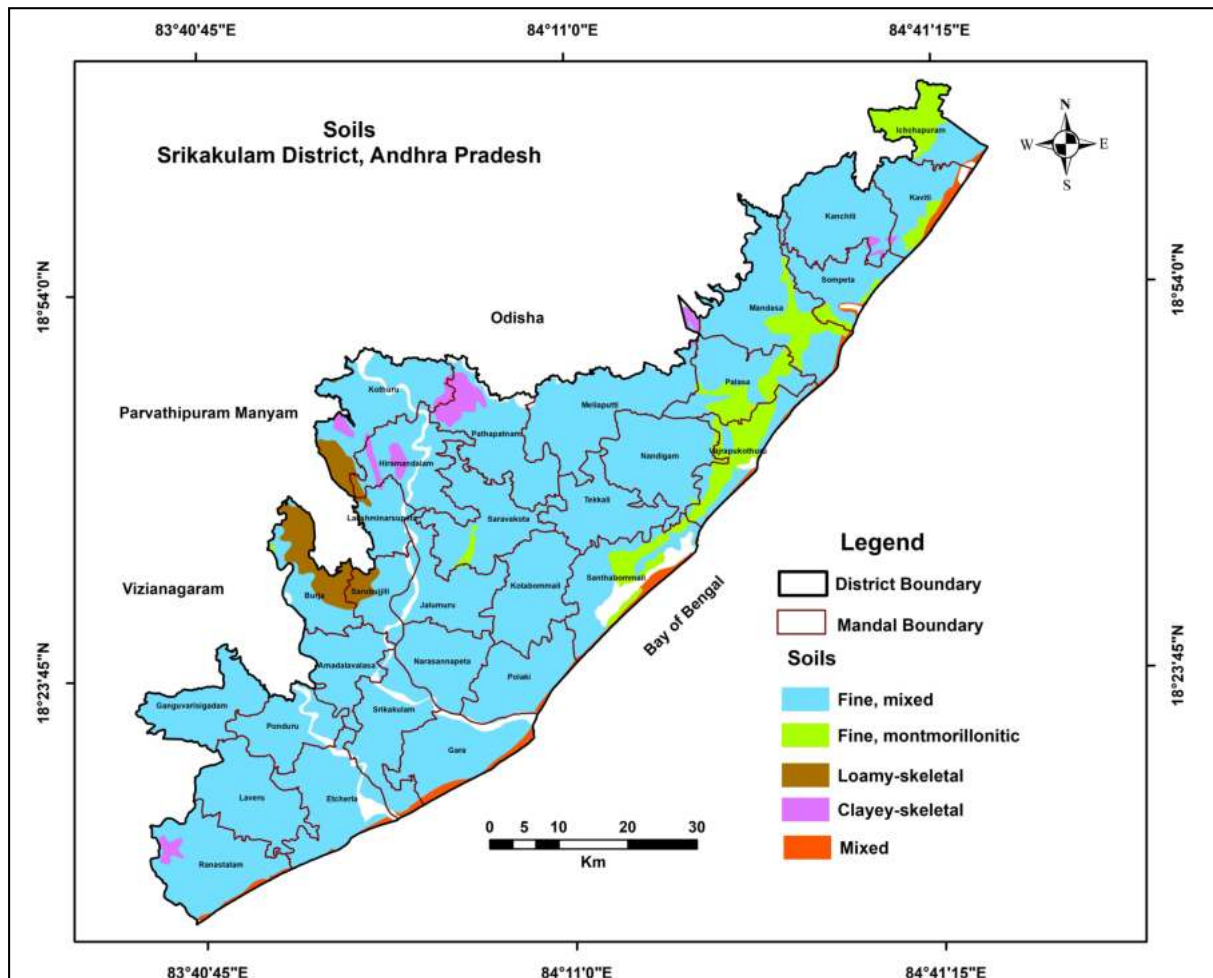 83°40'45"E
84°11'0"E
84°41'15"E
Soils
Srikakulam District, Andhra Pradesh
N
W
E
S
Ichchapuram
Kaviti
Kanchili
Sompeta
18°54'0"N
18°54'0"N
Mandasa
Odisha
Palasa
Kothuru
Meliaputti
Parvathipuram Manyam
Pathapatnam
Nandigam
Vajrapukothuru
Hiramandalam
Tekkali
Lakshminarsupeta
Saravakota
Legend
Santhabommali
Kotabommali
District Boundary
Vizianagaram
Burja
Sarubujjili
Jalumuru
Bay of Bengal
Mandal Boundary
Soils
Amadalavalasa
Narasannapeta
Polaki
18°23'45"N
18°23'45"N
Ganguvarisigadam
Fine, mixed
Srikakulam
Ponduru
Fine, montmorillonitic
Gara
Loamy-skeletal
Laveru
Etcherla
Clayey-skeletal
0 5 10 20 30
Km
Mixed
Ranastalam
83°40'45"E
84°11'0"E
84°41'15"E